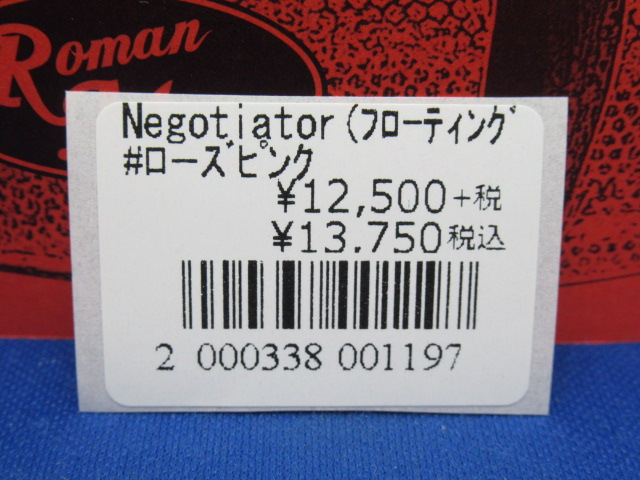 Roman
Negotiator(フローティング
#ローズピンク
¥12,500+税
¥13.750税込
2 000338 001197